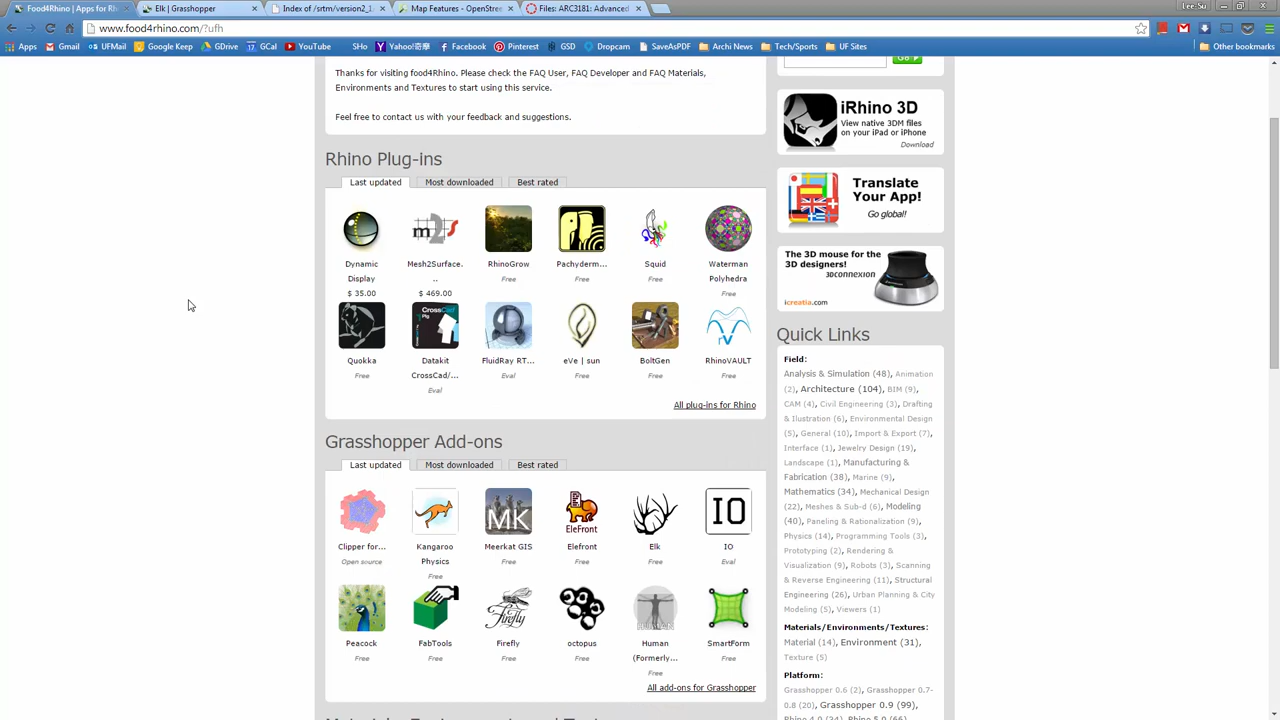 Food4Rhino | Apps for Rh
Elk | Grasshopper
Index of /srtm/version2_1
Map Features - OpenStree
Files: ARC3181: Advanced
Lee-Su
www.food4rhino.com/?ufh
Apps
Gmail
UFMail
Google Keep
GDrive
GCal
YouTube
SHo
Yahoo!奇摩
Facebook
Pinterest
GSD
Dropcam
SaveAsPDF
Archi News
Tech/Sports
UF Sites
Other bookmarks
Thanks for visiting food4Rhino. Please check the FAQ User, FAQ Developer and FAQ Materials,
Environments and Textures to start using this service.
Feel free to contact us with your feedback and suggestions.
Rhino Plug-ins
Last updated
Most downloaded
Best rated
Dynamic
Display
$ 35.00
Mesh2Surface.
..
$ 469.00
RhinoGrow
Free
Pachyderm...
Free
Squid
Free
Waterman
Polyhedra
Free
Quokka
Free
CrossCad
Plg
Datakit
CrossCad/...
Eval
FluidRay RT...
Eval
eVe | sun
Free
BoltGen
Free
RhinoVAULT
Free
All plug-ins for Rhino
Grasshopper Add-ons
Last updated
Most downloaded
Best rated
Clipper for...
Open source
Kangaroo
Physics
Free
MK
Meerkat GIS
Free
EleFront
Elefront
Free
Elk
Free
IO
IO
Eval
Peacock
Free
FabTools
Free
Firefly
Firefly
Free
octopus
Free
HUMAN
Human
(Formerly...
Free
SmartForm
Free
All add-ons for Grasshopper
Go
iRhino 3D
View native 3DM files
on your iPad or iPhone
Download
Translate
Your App!
Go global!
The 3D mouse for the
3D designers!
3DCONNEXION
icreatia.com
Quick Links
Field:
Analysis & Simulation (48), Animation
(2), Architecture (104), BIM (9),
CAM (4), Civil Engineering (3), Drafting
& Ilustration (6), Environmental Design
(5), General (10), Import & Export (7),
Interface (1), Jewelry Design (19),
Landscape (1), Manufacturing &
Fabrication (38), Marine (9),
Mathematics (34), Mechanical Design
(22), Meshes & Sub-d (6), Modeling
(40), Paneling & Rationalization (9),
Physics (14), Programming Tools (3),
Prototyping (2), Rendering &
Visualization (9), Robots (3), Scanning
& Reverse Engineering (11), Structural
Engineering (26), Urban Planning & City
Modeling (5), Viewers (1)
Materials/Environments/Textures:
Material (14), Environment (31),
Texture (5)
Platform:
Grasshopper 0.6 (2), Grasshopper 0.7-
0.8 (20), Grasshopper 0.9 (99),